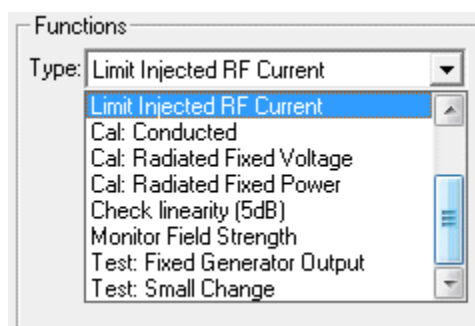 Functions
Type: Limit Injected RF Current
Limit Injected RF Current
Cal: Conducted
Cal: Radiated Fixed Voltage
Cal: Radiated Fixed Power
Check linearity (5dB)
Monitor Field Strength
Test: Fixed Generator Output
Test: Small Change